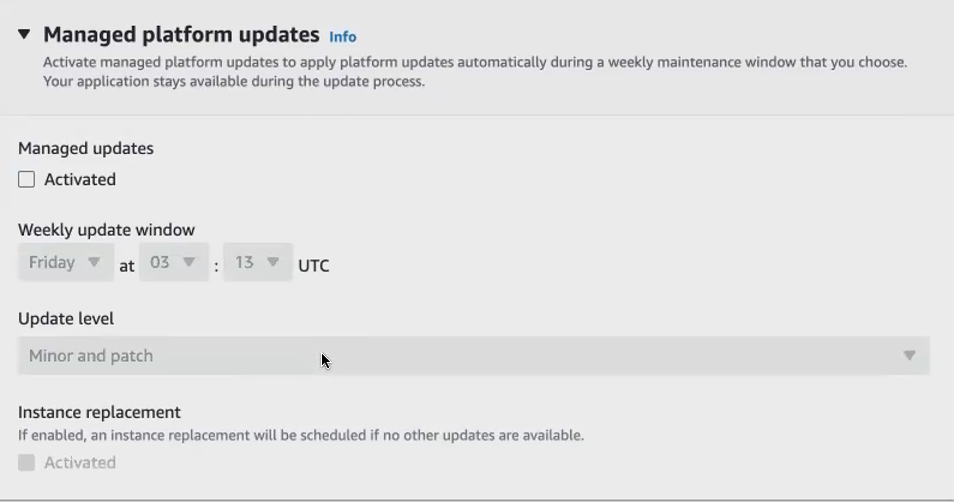 Managed platform updates Info
Activate managed platform updates to apply platform updates automatically during a weekly maintenance window that you choose.
Your application stays available during the update process.
Managed updates
Activated
Weekly update window
Friday at 03 : 13 UTC
Update level
Minor and patch
Instance replacement
If enabled, an instance replacement will be scheduled if no other updates are available.
Activated